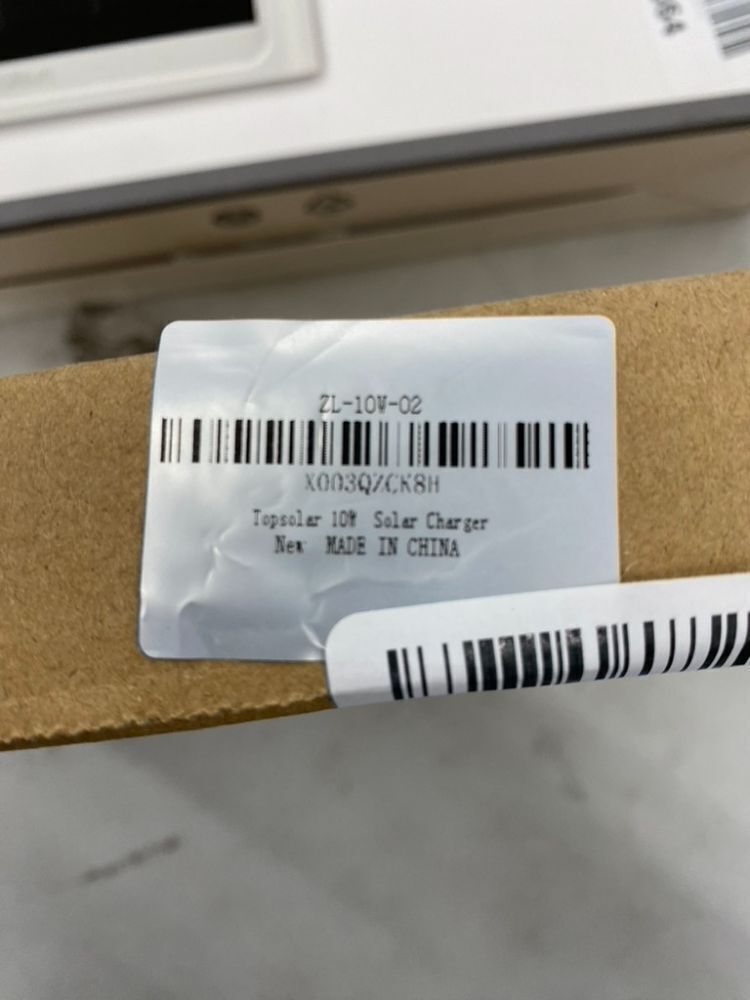 ZL-10W-02
X003QZCK8H
Topsolar 10W Solar Charger
New MADE IN CHINA